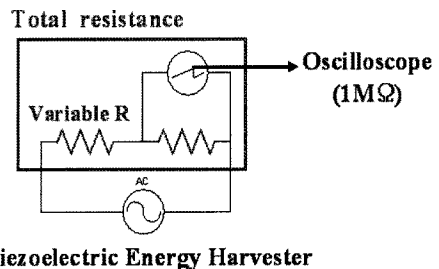 Total resistance
Oscilloscope
(1MΩ)
Variable R
AC
iezoelectric Energy Harvester